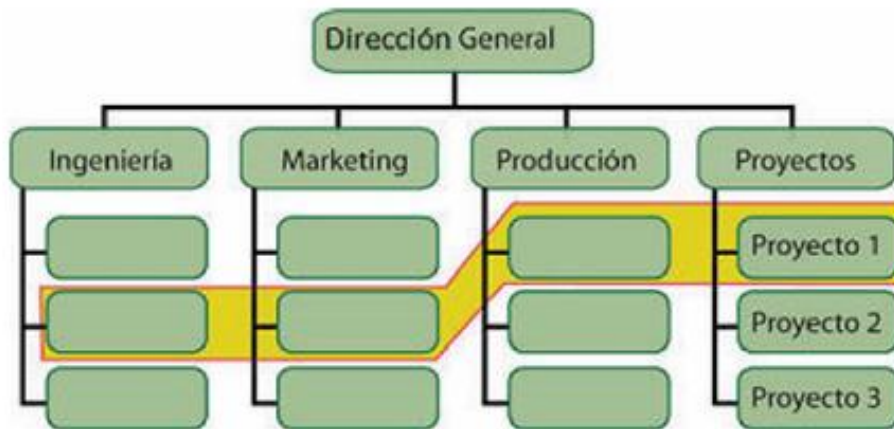 Dirección General
Ingeniería
Marketing
Producción
Proyectos
Proyecto 1
Proyecto 2
Proyecto 3